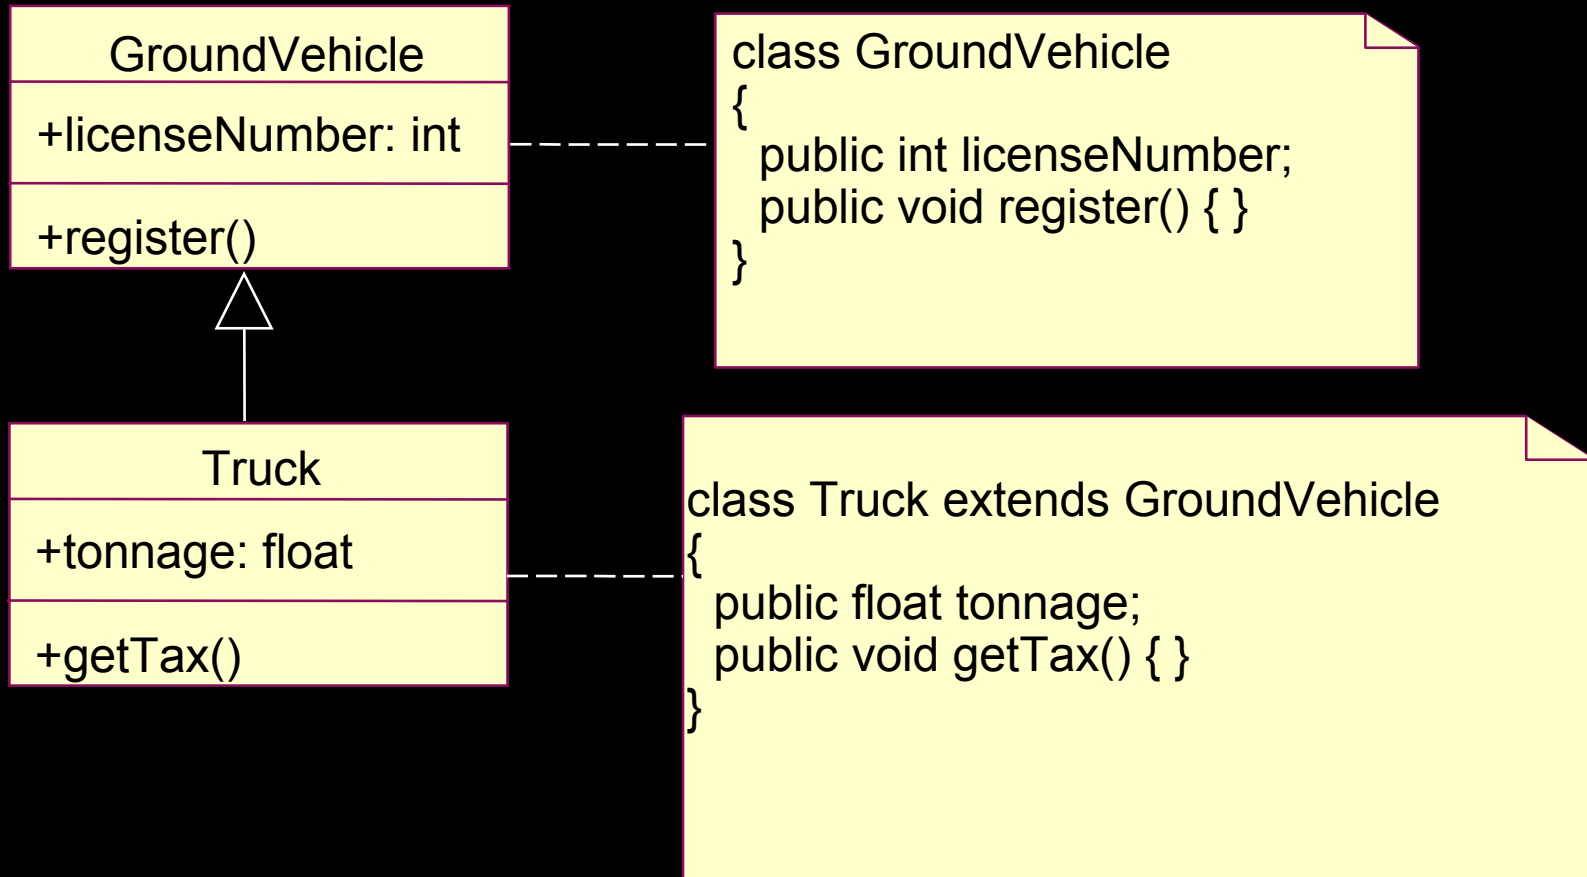 GroundVehicle
+licenseNumber: int
+register()
class GroundVehicle
{
public int licenseNumber;
public void register() { }
}
Truck
+tonnage: float
+getTax()
class Truck extends GroundVehicle
{
public float tonnage;
public void getTax() { }
}